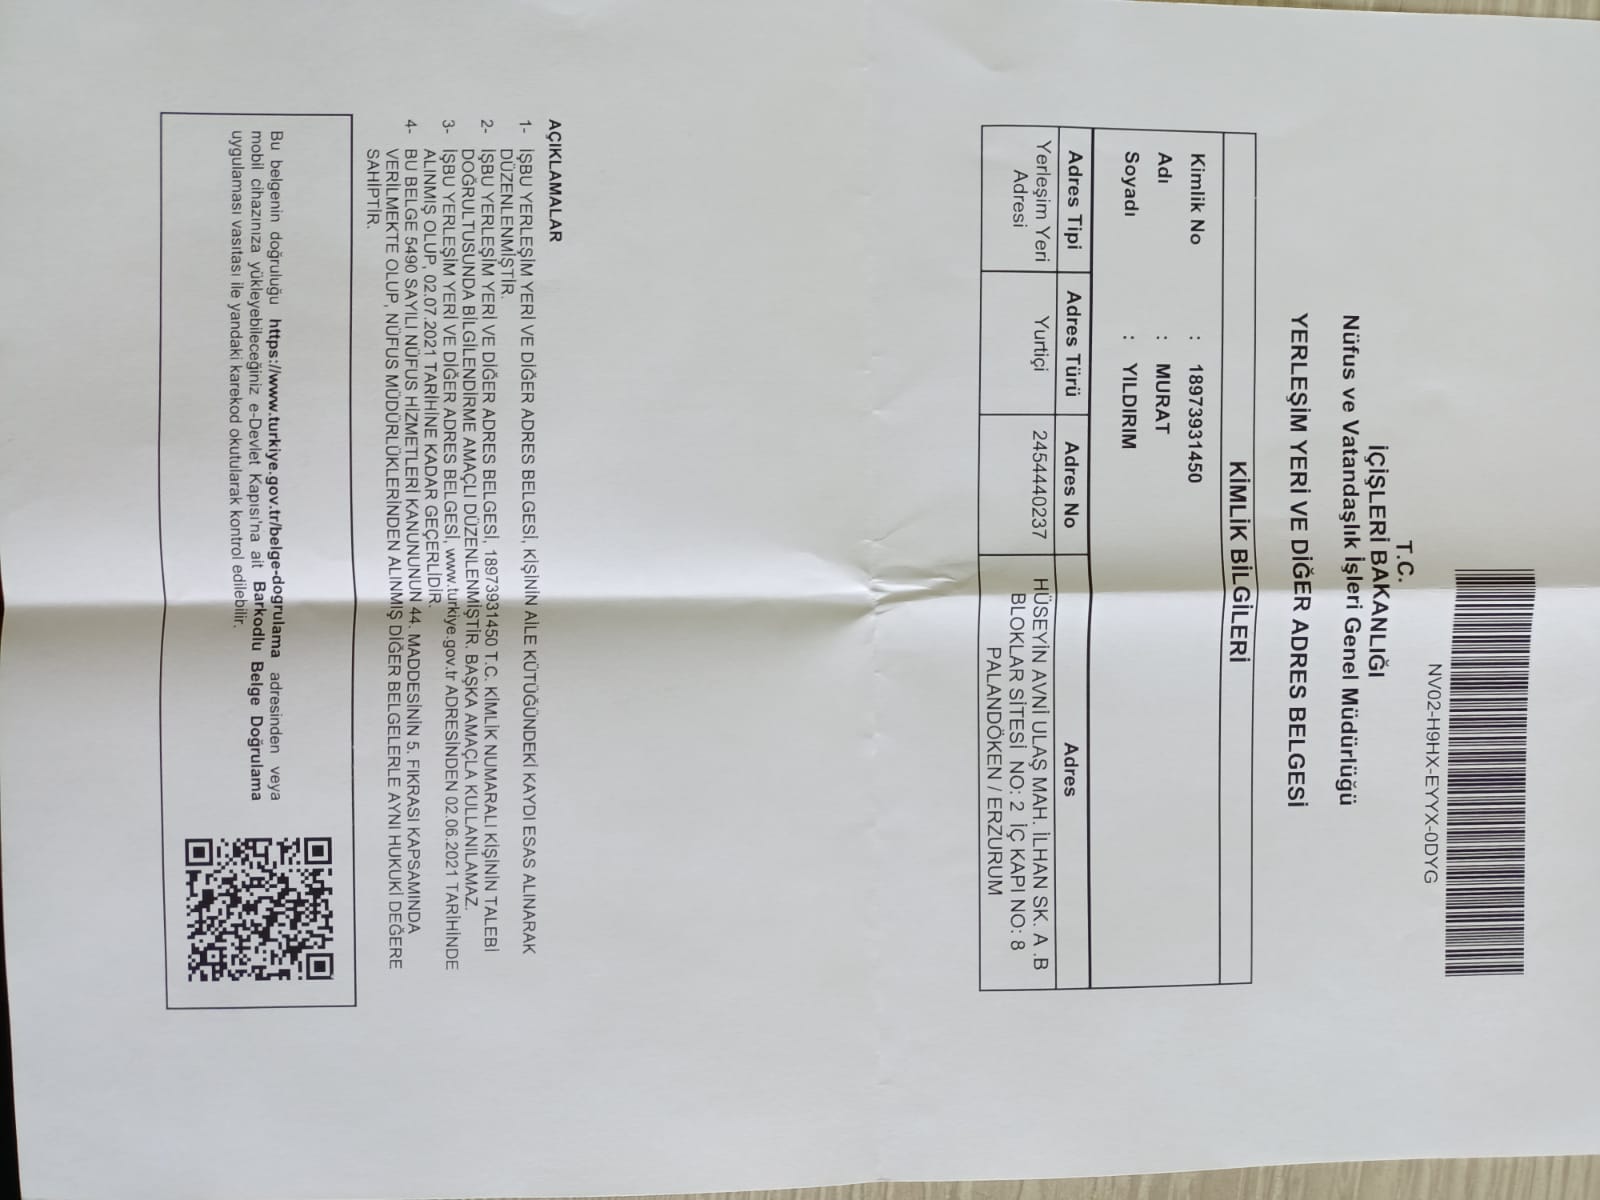 NV02-H9HX-EYYX-0DYG
T.C.
İÇİŞLERİ BAKANLIĞI
Nüfus ve Vatandaşlık İşleri Genel Müdürlüğü
YERLEŞİM YERİ VE DİĞER ADRES BELGESİ
KİMLİK BİLGİLERİ
Kimlik No : 18973931450
Adı : MURAT
Soyadı : YILDIRIM
Adres Tipi Adres Türü Adres No Adres
Yerleşim Yeri Adresi Yurtiçi 2454440237 HÜSEYİN AVNİ ULAŞ MAH. İLHAN SK. A .B
BLOKLAR SİTESİ NO: 2 İÇ KAPI NO: 8
PALANDÖKEN / ERZURUM
AÇIKLAMALAR
1- İŞBU YERLEŞİM YERİ VE DİĞER ADRES BELGESİ, KİŞİNİN AİLE KÜTÜĞÜNDEKİ KAYDI ESAS ALINARAK
DÜZENLENMİŞTİR.
2- İŞBU YERLEŞİM YERİ VE DİĞER ADRES BELGESİ, 18973931450 T.C. KİMLİK NUMARALI KİŞİNİN TALEBİ
DOĞRULTUSUNDA BİLGİLENDİRME AMAÇLI DÜZENLENMİŞTİR. BAŞKA AMAÇLA KULLANILAMAZ.
3- İŞBU YERLEŞİM YERİ VE DİĞER ADRES BELGESİ, www.turkiye.gov.tr ADRESİNDEN 02.06.2021 TARİHİNDE
ALINMIŞ OLUP, 02.07.2021 TARİHİNE KADAR GEÇERLİDİR.
4- BU BELGE 5490 SAYILI NÜFUS HİZMETLERİ KANUNUNUN 44. MADDESİNİN 5. FIKRASI KAPSAMINDA
VERİLMEKTE OLUP, NÜFUS MÜDÜRLÜKLERİNDEN ALINMIŞ DİĞER BELGELERLE AYNI HUKUKİ DEĞERE
SAHİPTİR.
Bu belgenin doğruluğu https://www.turkiye.gov.tr/belge-dogrulama adresinden veya
mobil cihazınıza yükleyebileceğiniz e-Devlet Kapısı'na ait Barkodlu Belge Doğrulama
uygulaması vasıtası ile yandaki karekod okutularak kontrol edilebilir.